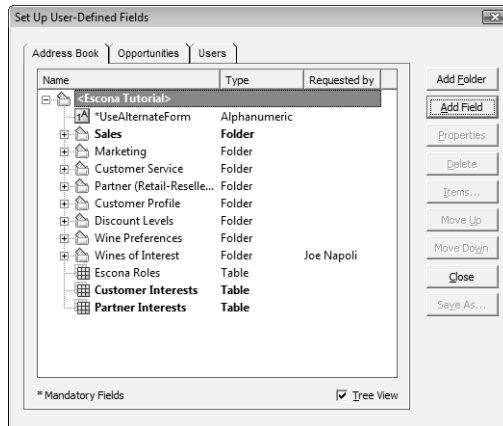 Set Up User-Defined Fields
Address Book Opportunities Users
Name Type Requested by
<Escona Tutorial>
*UseAlternateForm Alphanumeric
Sales Folder
Marketing Folder
Customer Service Folder
Partner (Retail-Reselle... Folder
Customer Profile Folder
Discount Levels Folder
Wine Preferences Folder
Wines of Interest Folder Joe Napoli
Escona Roles Table
Customer Interests Table
Partner Interests Table
* Mandatory Fields
Tree View
Add Folder
Add Field
Properties
Delete
Items...
Move Up
Move Down
Close
Save As...